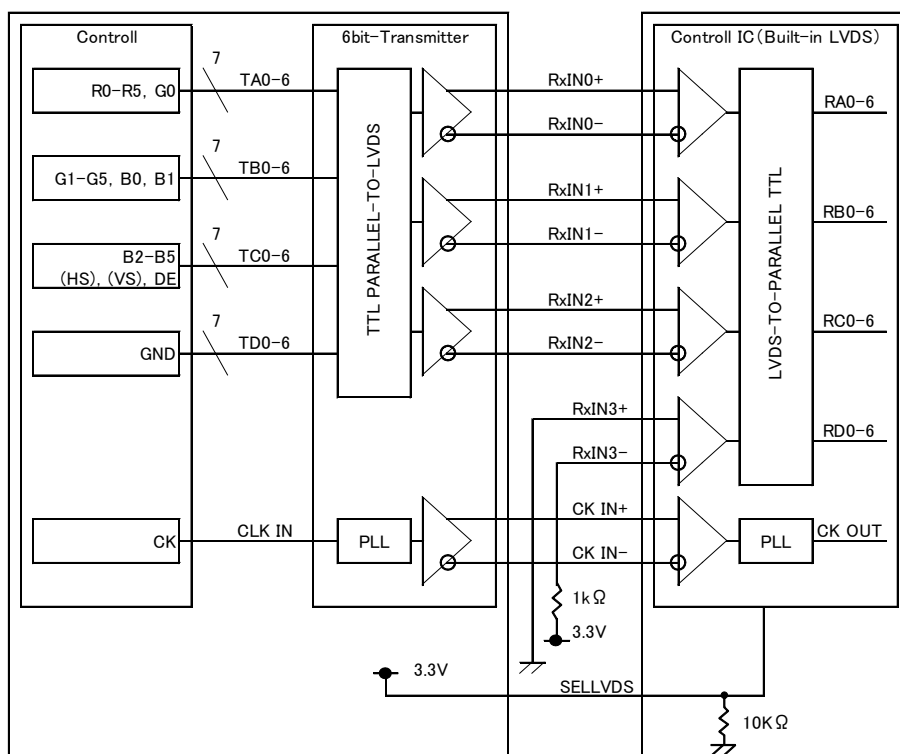 Controll
6bit-Transmitter
Controll IC(Built-in LVDS)
R0-R5, G0
7
TA0-6
RxIN0+
RxIN0-
RA0-6
G1-G5, B0, B1
7
TB0-6
RxIN1+
RxIN1-
RB0-6
B2-B5
(HS), (VS), DE
7
TC0-6
TTL PARALLEL-TO-LVDS
RxIN2+
RxIN2-
LVDS-TO-PARALLEL TTL
RC0-6
GND
7
TD0-6
RxIN3+
RxIN3-
RD0-6
CK
CLK IN
PLL
CK IN+
CK IN-
PLL
CK OUT
1kΩ
3.3V
3.3V
SELLVDS
10KΩ